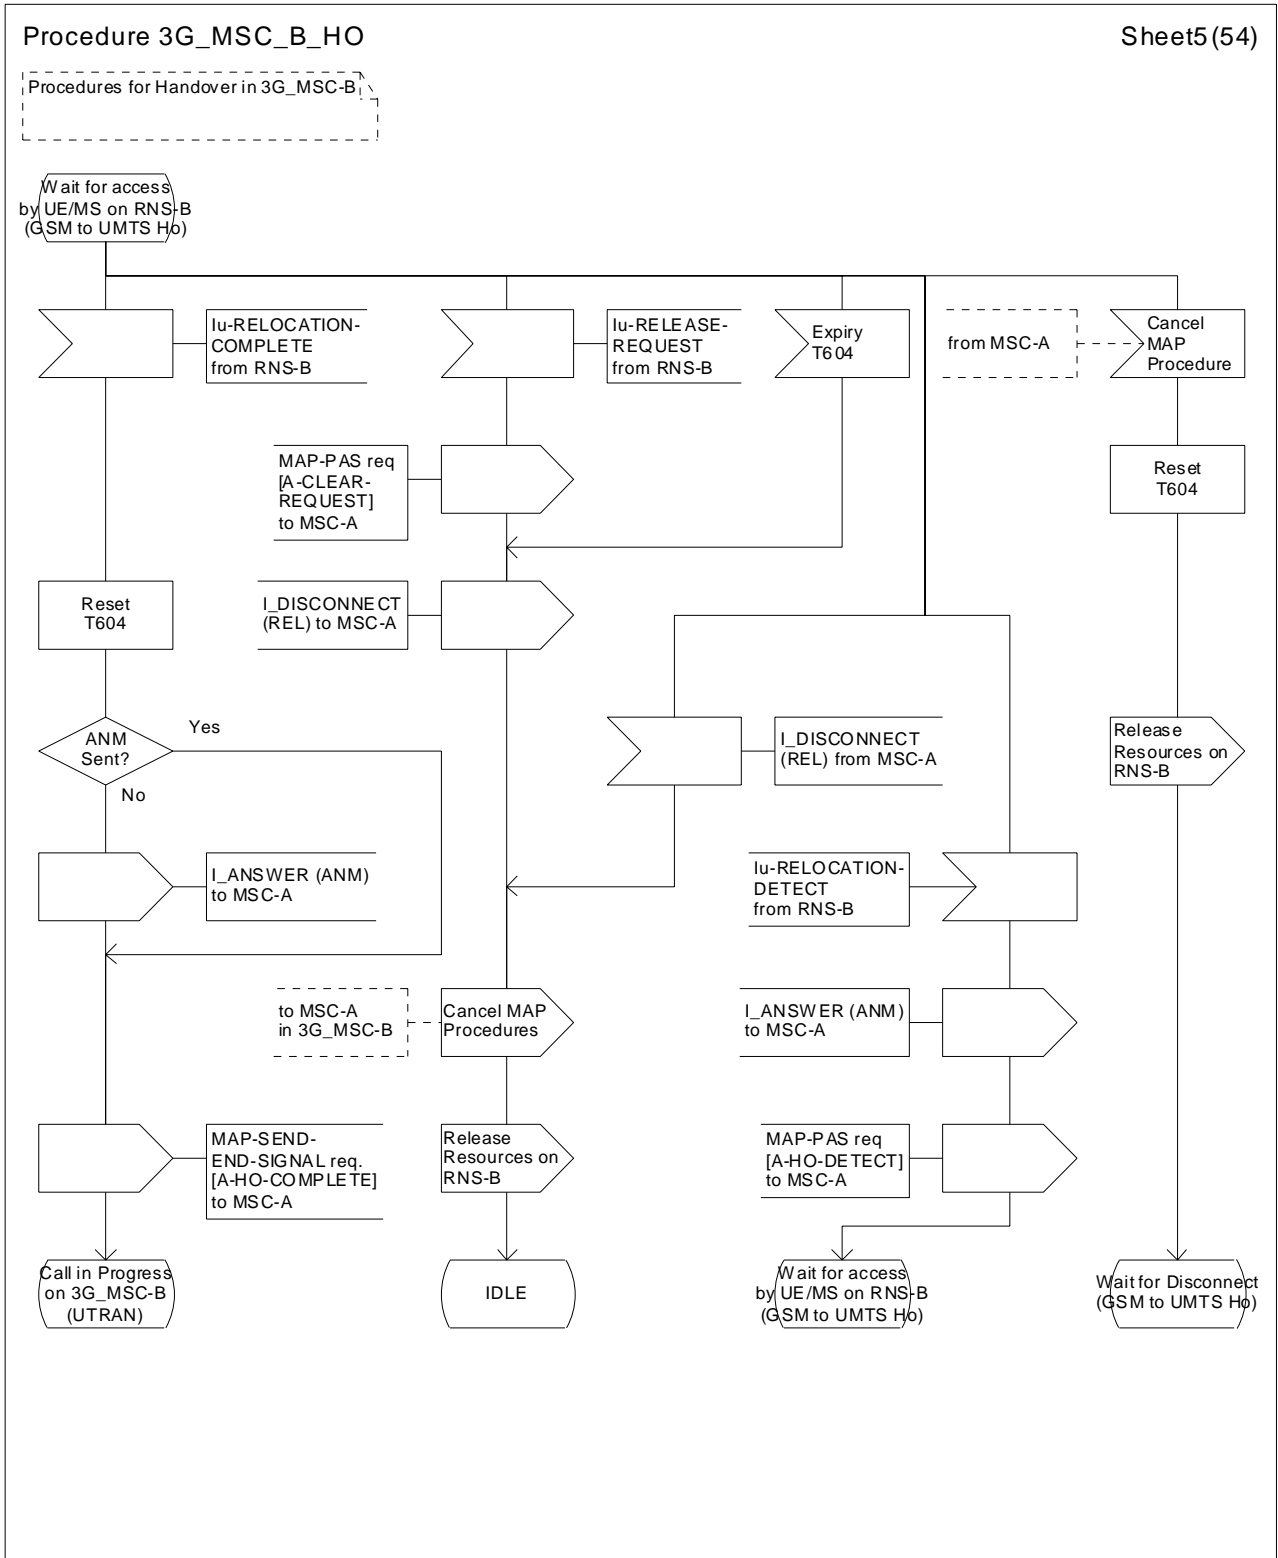 Procedure 3G_MSC_B_HO
Sheet5(54)
Procedures for Handover in 3G_MSC-B
Wait for access
by UE/MS on RNS-B
(GSM to UMTS Ho)
Iu-RELOCATION-
COMPLETE
from RNS-B
Iu-RELEASE-
REQUEST
from RNS-B
Expiry
T604
from MSC-A
Cancel
MAP
Procedure
MAP-PAS req
[A-CLEAR-
REQUEST]
to MSC-A
Reset
T604
Reset
T604
I_DISCONNECT
(REL) to MSC-A
ANM
Sent?
Yes
No
I_DISCONNECT
(REL) from MSC-A
Release
Resources on
RNS-B
I_ANSWER (ANM)
to MSC-A
Iu-RELOCATION-
DETECT
from RNS-B
to MSC-A
in 3G_MSC-B
Cancel MAP
Procedures
I_ANSWER (ANM)
to MSC-A
MAP-SEND-
END-SIGNAL req.
[A-HO-COMPLETE]
to MSC-A
Release
Resources on
RNS-B
MAP-PAS req
[A-HO-DETECT]
to MSC-A
Call in Progress
on 3G_MSC-B
(UTRAN)
IDLE
Wait for access
by UE/MS on RNS-B
(GSM to UMTS Ho)
Wait for Disconnect
(GSM to UMTS Ho)